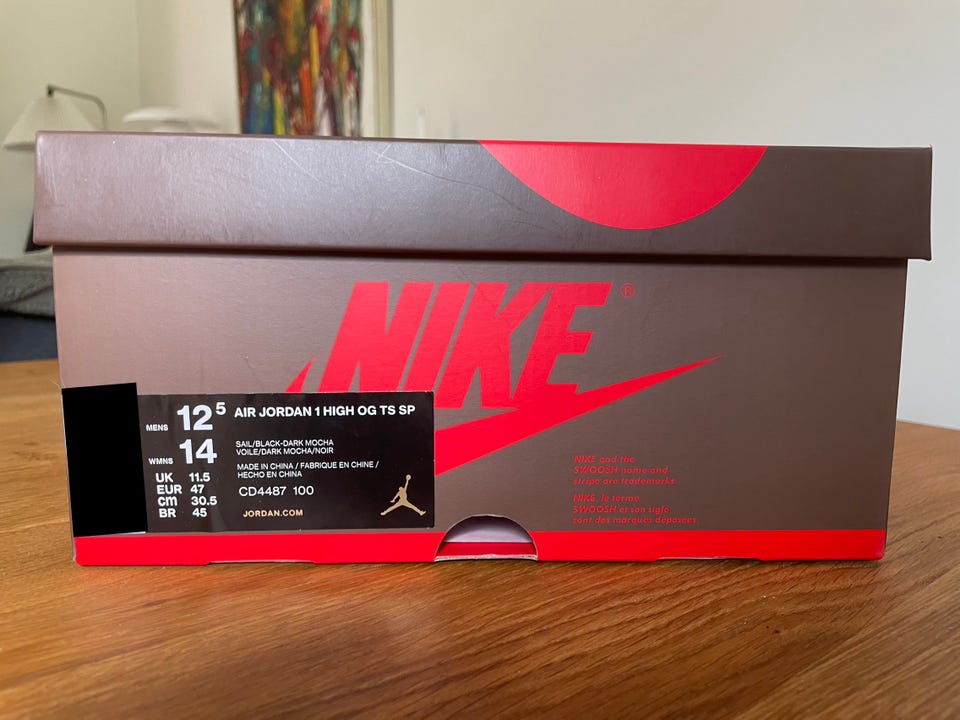 NIKE®
MENS 12⁵
WMNS 14
UK 11.5
EUR 47
cm 30.5
BR 45
AIR JORDAN 1 HIGH OG TS SP
SAIL/BLACK-DARK MOCHA
VOILE/DARK MOCHA/NOIR
MADE IN CHINA / FABRIQUE EN CHINE /
HECHO EN CHINA
CD4487 100
JORDAN.COM
NIKE and the
SWOOSH name and
stripe are trademarks
NIKE, le terme
SWOOSH et son sigle
sont des marques déposées